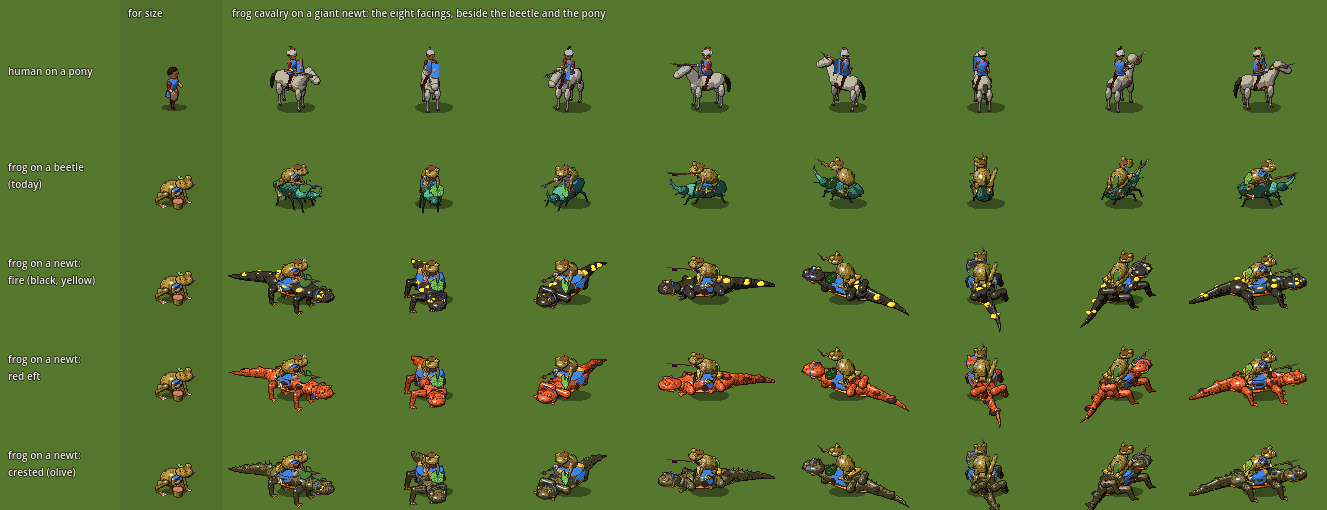 for size
frog cavalry on a giant newt: the eight facings, beside the beetle and the pony
human on a pony
frog on a beetle
(today)
frog on a newt:
fire (black, yellow)
frog on a newt:
red eft
frog on a newt:
crested (olive)